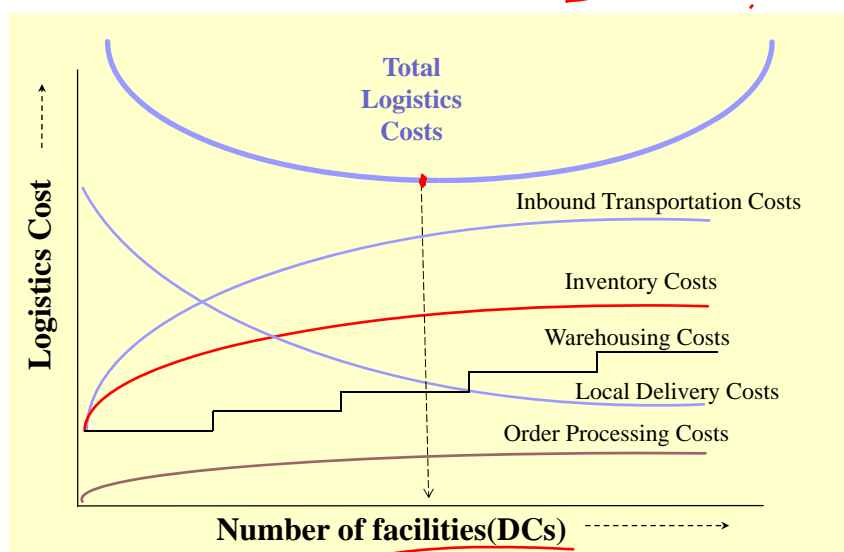 Total
Logistics
Costs
Inbound Transportation Costs
Inventory Costs
Warehousing Costs
Local Delivery Costs
Order Processing Costs
Logistics Cost
Number of facilities(DCs)